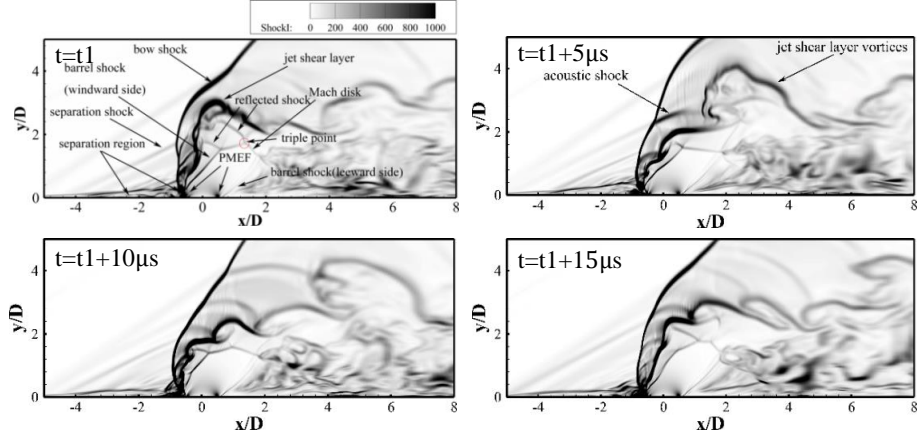 ShockI: 0 200 400 600 800 1000
t=t1
bow shock
barrel shock
(windward side)
jet shear layer
reflected shock
Mach disk
separation shock
triple point
separation region
PMEF
barrel shock(leeward side)
y/D
4
2
0
-4 -2 0 2 4 6 8
x/D
t=t1+5μs
acoustic shock
jet shear layer vortices
y/D
4
2
0
-4 -2 0 2 4 6 8
x/D
t=t1+10μs
y/D
4
2
0
-4 -2 0 2 4 6 8
x/D
t=t1+15μs
y/D
4
2
0
-4 -2 0 2 4 6 8
x/D